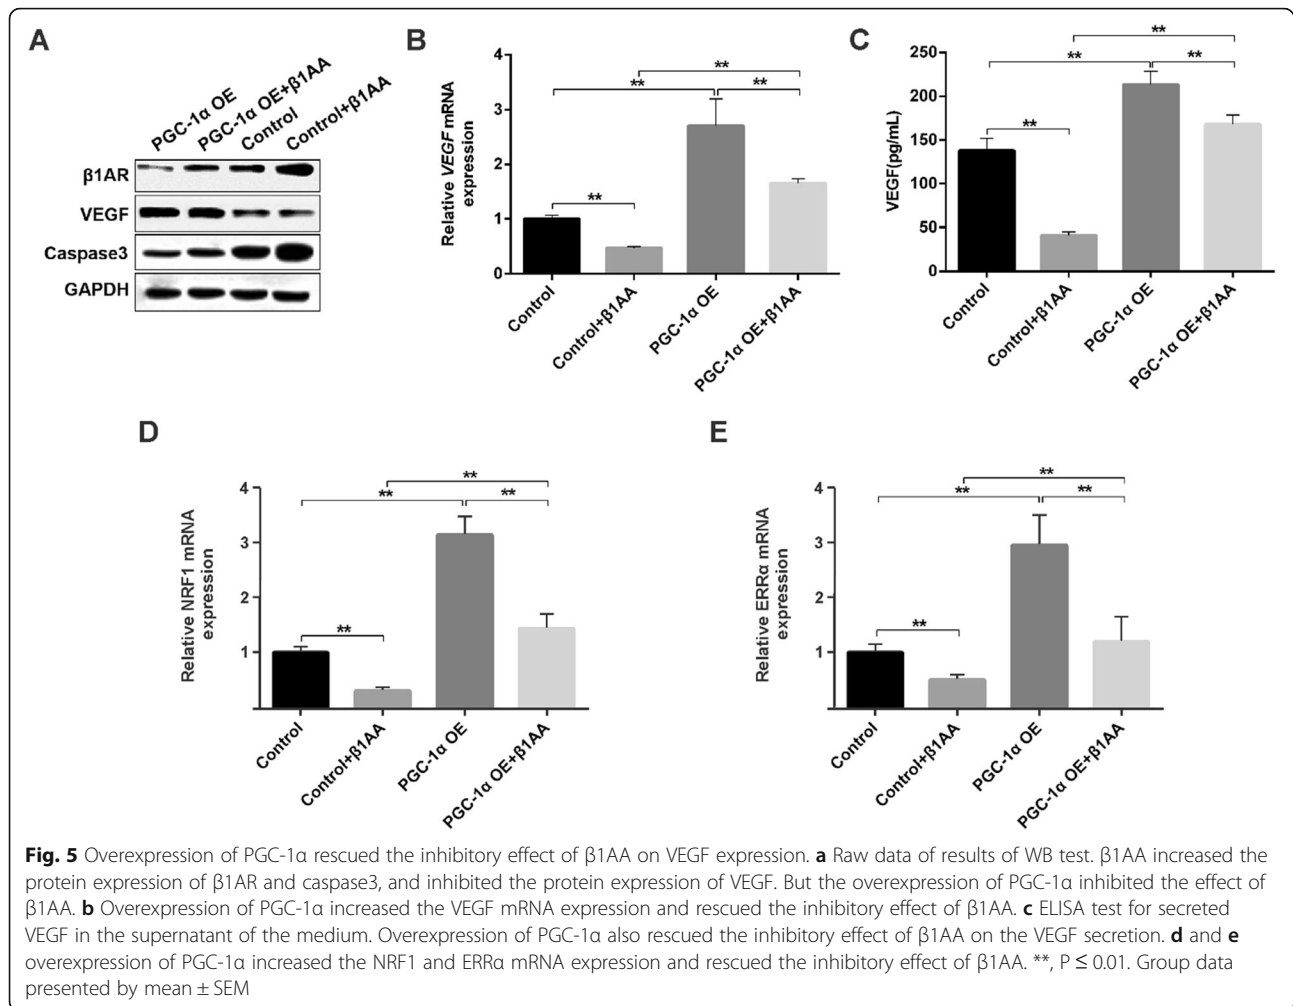 A
PGC-1α OE
PGC-1α OE+β1AA
Control
Control+β1AA
β1AR
VEGF
Caspase3
GAPDH
B
Relative VEGF mRNA
expression
4
3
2
1
0
**
**
**
**
Control
Control+β1AA
PGC-1α OE
PGC-1α OE+β1AA
C
VEGF(pg/mL)
250
200
150
100
50
0
**
**
**
**
Control
Control+β1AA
PGC-1α OE
PGC-1α OE+β1AA
D
Relative NRF1 mRNA
expression
4
3
2
1
**
**
**
**
Control
Control+β1AA
PGC-1α OE
PGC-1α OE+β1AA
E
Relative ERRα mRNA
expression
4
3
2
1
**
**
**
**
Control
Control+β1AA
PGC-1α OE
PGC-1α OE+β1AA
Fig. 5 Overexpression of PGC-1α rescued the inhibitory effect of β1AA on VEGF expression. a Raw data of results of WB test. β1AA increased the
protein expression of β1AR and caspase3, and inhibited the protein expression of VEGF. But the overexpression of PGC-1α inhibited the effect of
β1AA. b Overexpression of PGC-1α increased the VEGF mRNA expression and rescued the inhibitory effect of β1AA. c ELISA test for secreted
VEGF in the supernatant of the medium. Overexpression of PGC-1α also rescued the inhibitory effect of β1AA on the VEGF secretion. d and e
overexpression of PGC-1α increased the NRF1 and ERRα mRNA expression and rescued the inhibitory effect of β1AA. **, P ≤ 0.01. Group data
presented by mean ± SEM